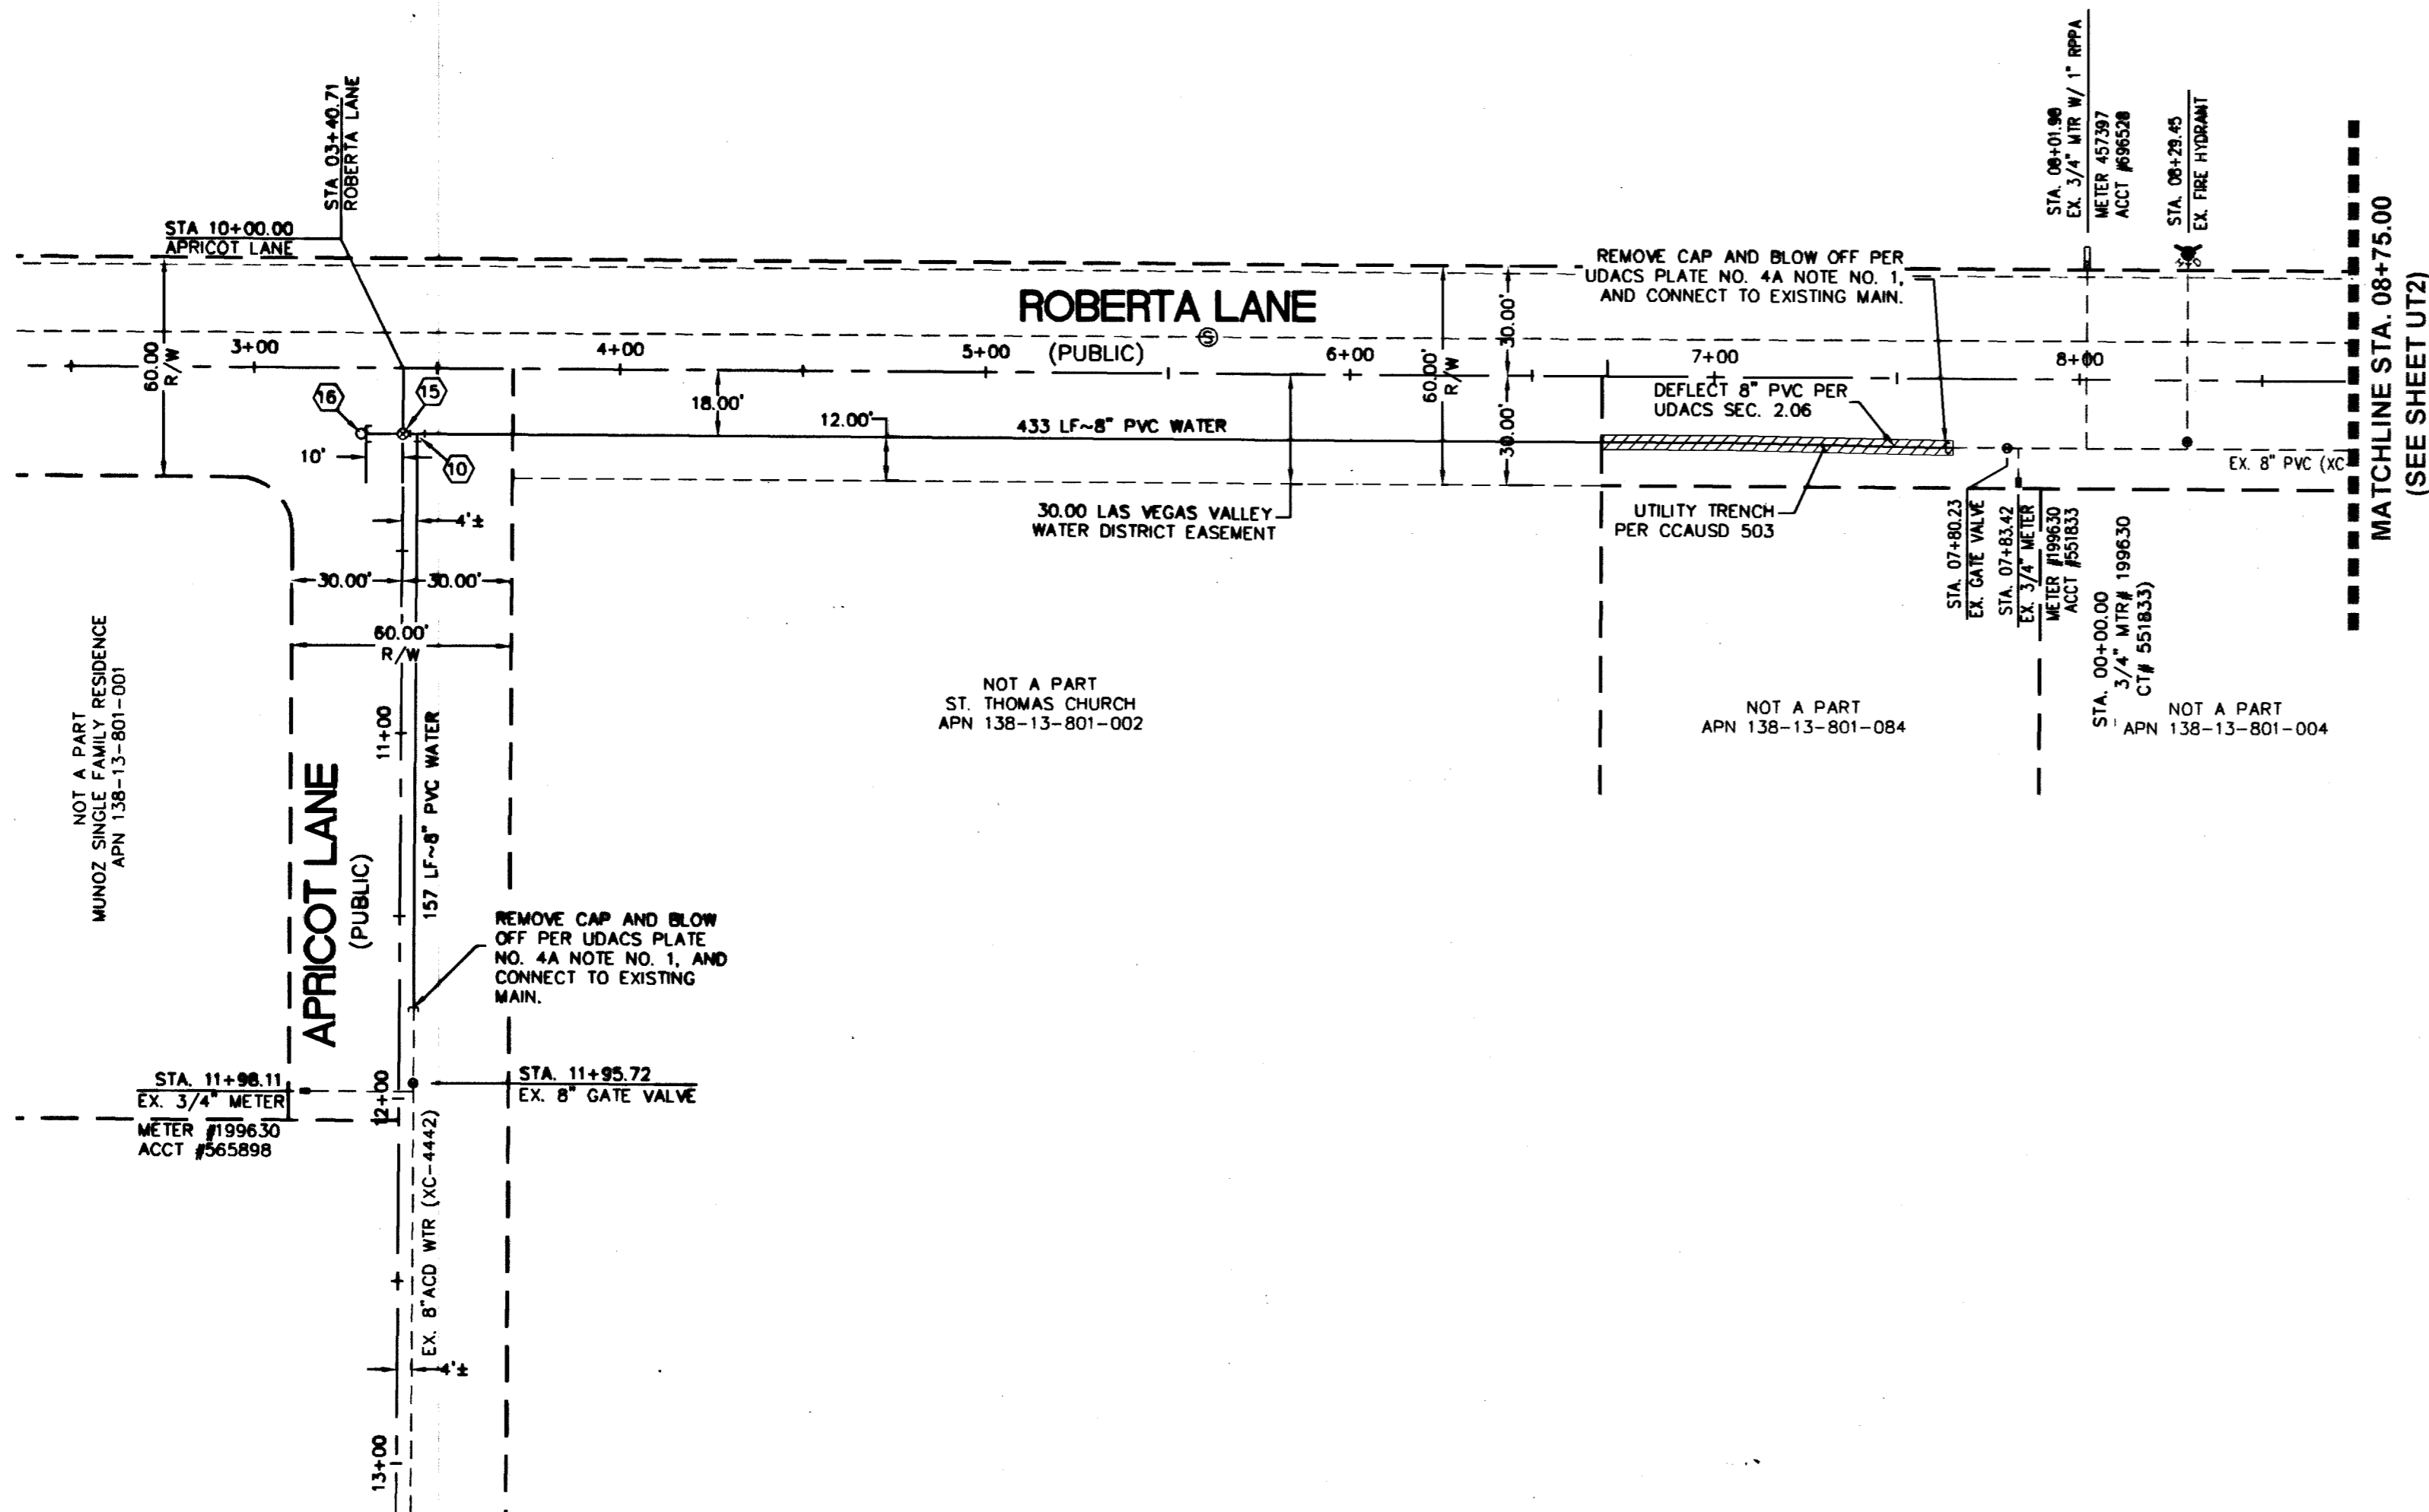 STA 03+40.71
ROBERTA LANE
STA 10+00.00
APRICOT LANE
60.00
R/W
3+00
4+00
5+00
6+00
7+00
8+00
ROBERTA LANE
(PUBLIC)
S
16
15
10
10'
18.00'
12.00'
433 LF~8" PVC WATER
60.00'
R/W
30.00'
30.00'
REMOVE CAP AND BLOW OFF PER
UDACS PLATE NO. 4A NOTE NO. 1,
AND CONNECT TO EXISTING MAIN.
DEFLECT 8" PVC PER
UDACS SEC. 2.06
STA. 08+01.98
EX. 3/4" MTR W/ 1" RPPA
METER 457397
ACCT #696528
STA. 08+29.45
EX. FIRE HYDRANT
EX. 8" PVC (XC
MATCHLINE STA. 08+75.00
(SEE SHEET UT2)
30.00 LAS VEGAS VALLEY
WATER DISTRICT EASEMENT
UTILITY TRENCH
PER CCAUSD 503
STA. 07+80.23
EX. GATE VALVE
STA. 07+83.42
EX. 3/4" METER
METER #199630
ACCT #551833
STA. 00+00.00
3/4" MTR# 199630
CT# 551833)
4'±
30.00'
30.00'
60.00'
R/W
NOT A PART
MUNOZ SINGLE FAMILY RESIDENCE
APN 138-13-801-001
NOT A PART
ST. THOMAS CHURCH
APN 138-13-801-002
NOT A PART
APN 138-13-801-084
NOT A PART
APN 138-13-801-004
APRICOT LANE
(PUBLIC)
11+00
157 LF~8" PVC WATER
REMOVE CAP AND BLOW
OFF PER UDACS PLATE
NO. 4A NOTE NO. 1, AND
CONNECT TO EXISTING
MAIN.
STA. 11+98.11
EX. 3/4" METER
METER #199630
ACCT #565898
12+00
STA. 11+95.72
EX. 8" GATE VALVE
EX. 8"ACD WTR (XC-4442)
4'±
13+00